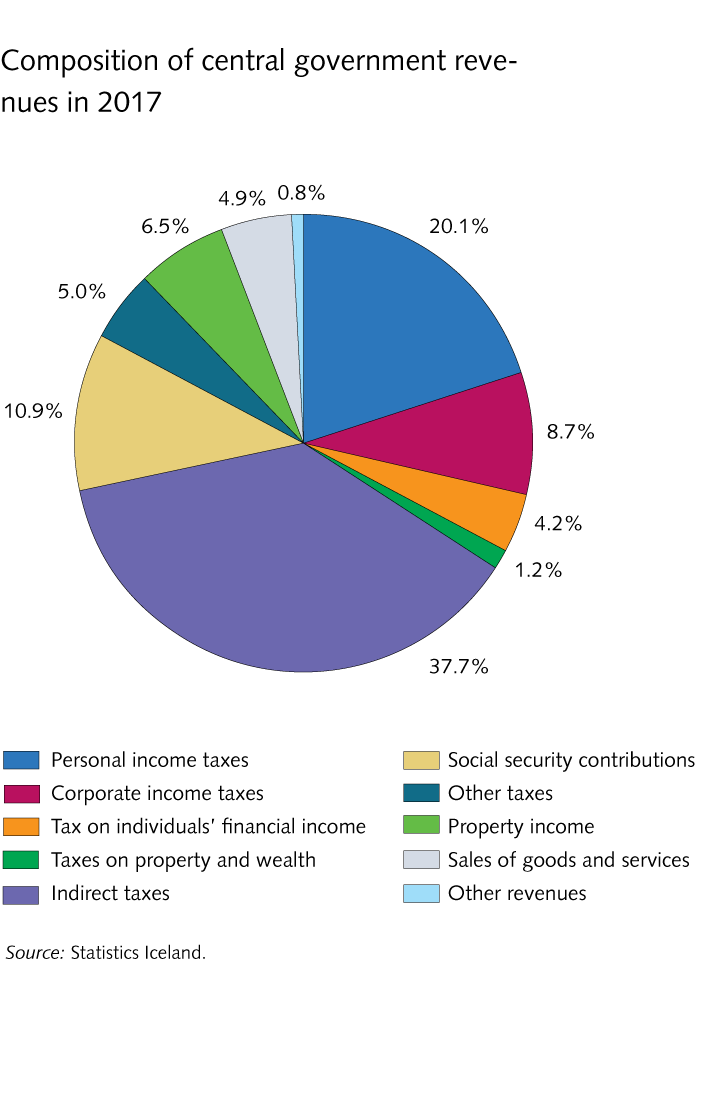 Composition of central government reve-
nues in 2017
4.9% 0.8%
6.5%
20.1%
5.0%
10.9%
8.7%
4.2%
1.2%
37.7%
Personal income taxes
Corporate income taxes
Tax on individuals' financial income
Taxes on property and wealth
Indirect taxes
Social security contributions
Other taxes
Property income
Sales of goods and services
Other revenues
Source: Statistics Iceland.